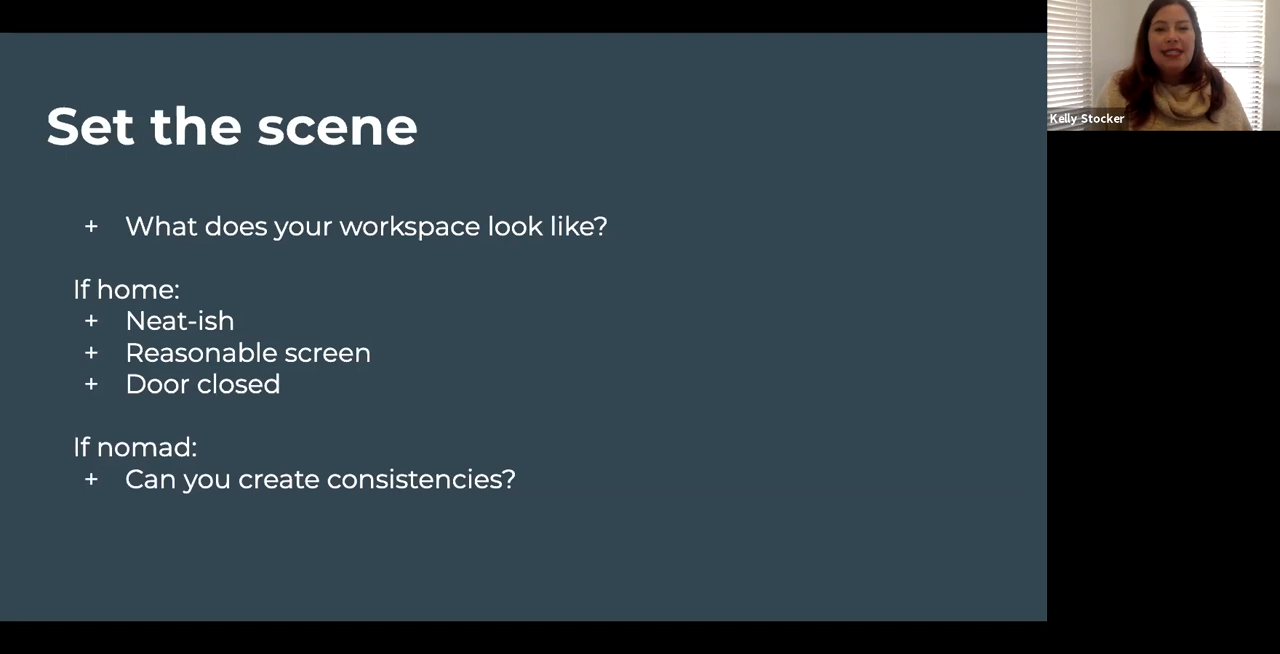 Set the scene
+ What does your workspace look like?
If home:
+ Neat-ish
+ Reasonable screen
+ Door closed
If nomad:
+ Can you create consistencies?
Kelly Stocker